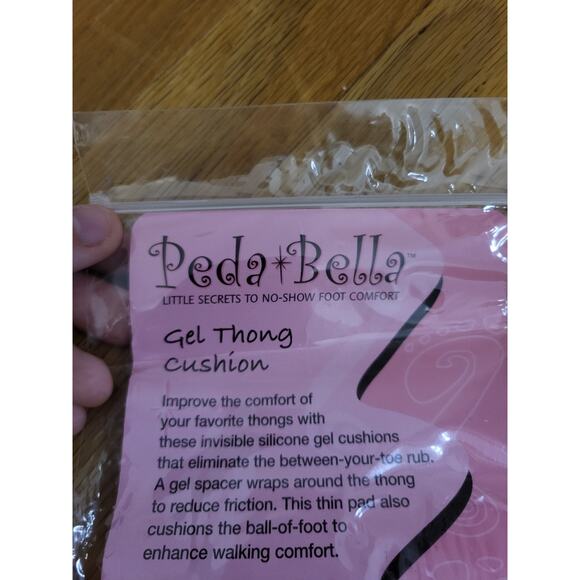 Peda Bella™
LITTLE SECRETS TO NO-SHOW FOOT COMFORT
Gel Thong
Cushion
Improve the comfort of
your favorite thongs with
these invisible silicone gel cushions
that eliminate the between-your-toe rub.
A gel spacer wraps around the thong
to reduce friction. This thin pad also
cushions the ball-of-foot to
enhance walking comfort.